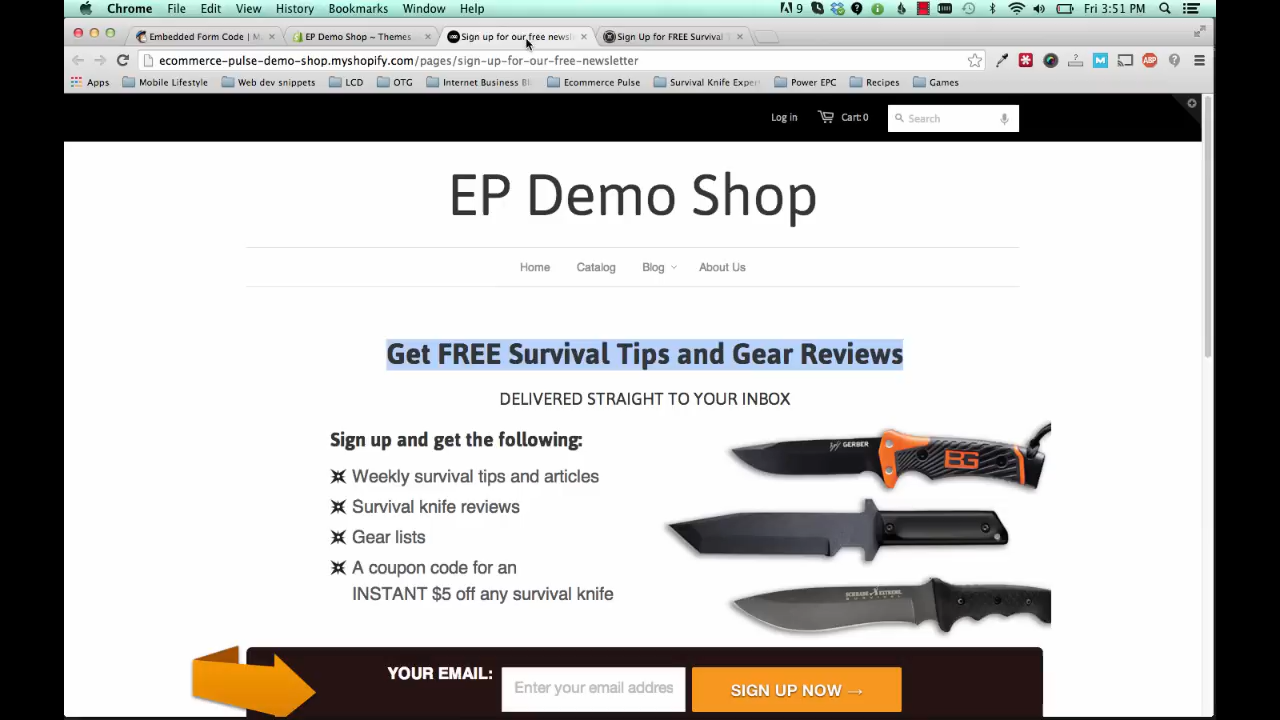 Chrome File Edit View History Bookmarks Window Help 9 Fri 3:51 PM
Embedded Form Code | M EP Demo Shop ~ Themes Sign up for our free newsl Sign Up for FREE Survival T
ecommerce-pulse-demo-shop.myshopify.com/pages/sign-up-for-our-free-newsletter
Apps Mobile Lifestyle Web dev snippets LCD OTG Internet Business Bl Ecommerce Pulse Survival Knife Exper Power EPC Recipes Games
Log in Cart: 0 Search
EP Demo Shop
Home Catalog Blog About Us
Get FREE Survival Tips and Gear Reviews
DELIVERED STRAIGHT TO YOUR INBOX
Sign up and get the following:
Weekly survival tips and articles
Survival knife reviews
Gear lists
A coupon code for an
INSTANT $5 off any survival knife
GERBER
BG
SCHRADE EXTREME
SURVIVAL
YOUR EMAIL: Enter your email addres SIGN UP NOW →